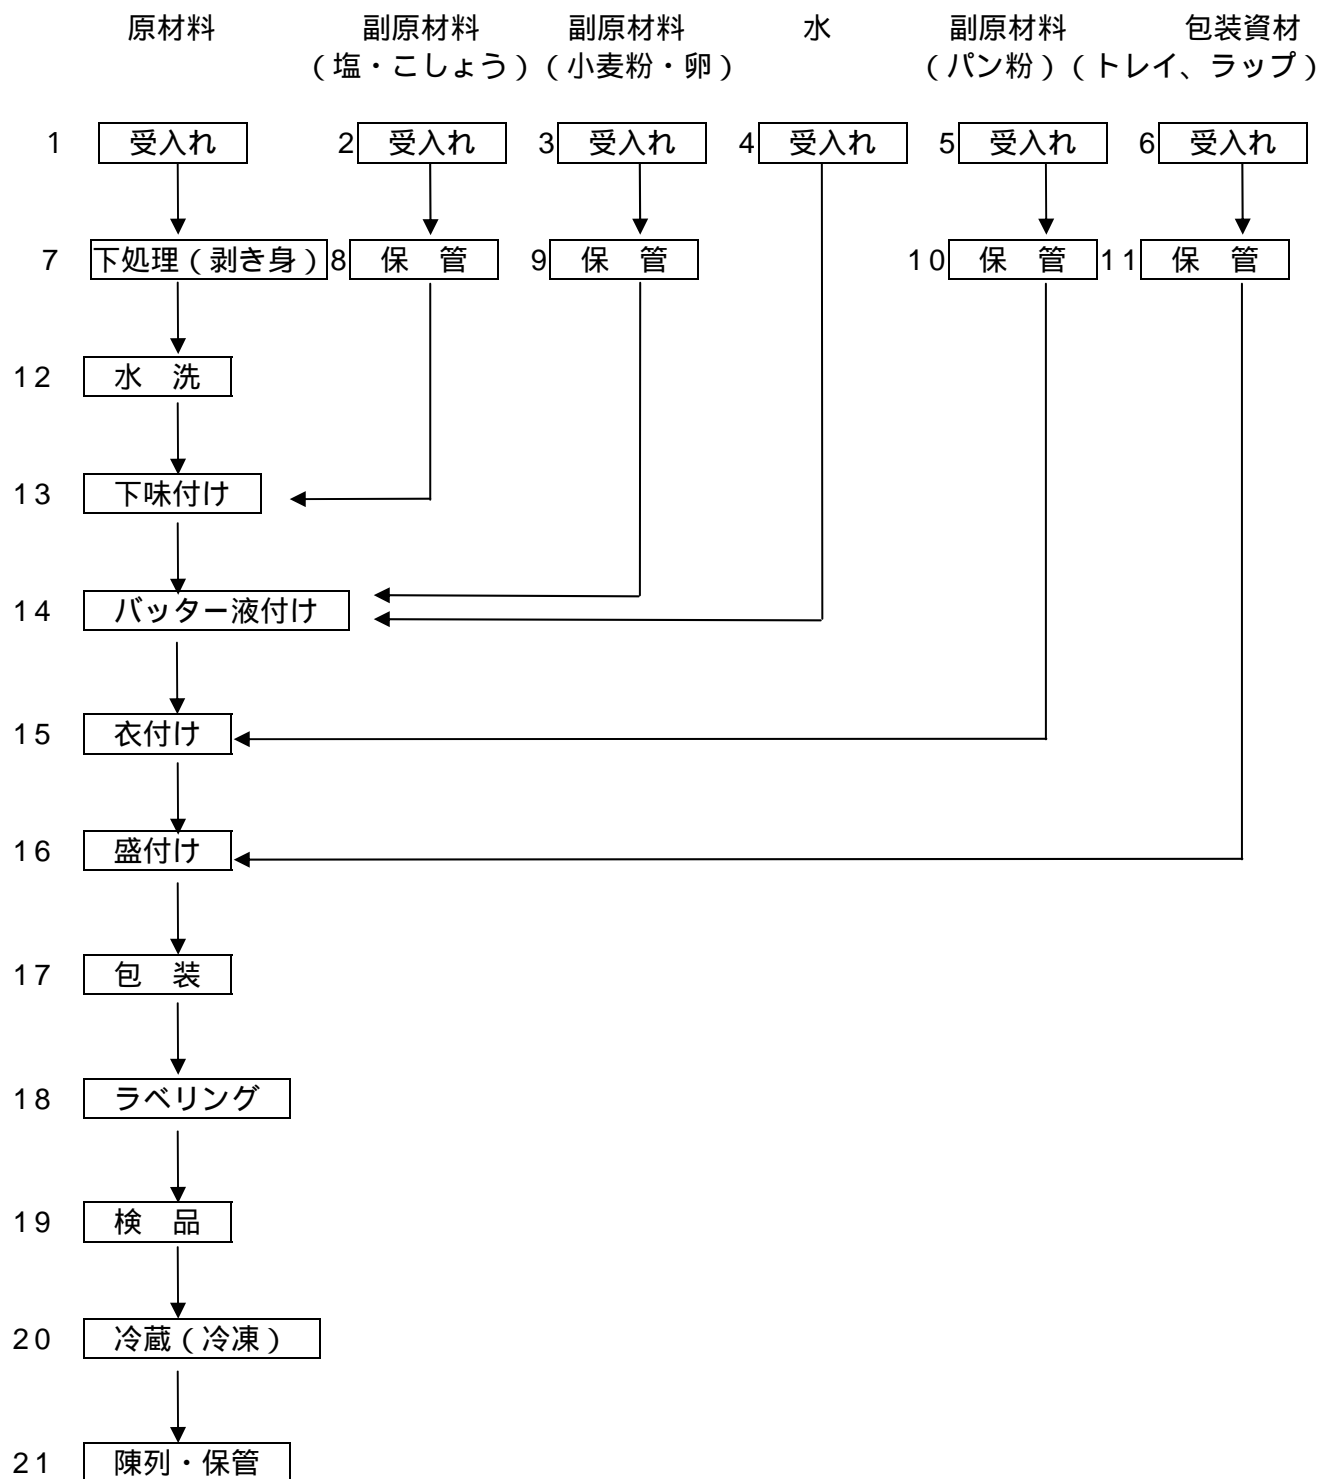 原材料 副原材料 副原材料 水 副原材料 包装資材
（塩・こしょう）（小麦粉・卵） （パン粉）（トレイ、ラップ）
1 受入れ 2 受入れ 3 受入れ 4 受入れ 5 受入れ 6 受入れ
7 下処理（剥き身） 8 保　管 9 保　管 10 保　管 11 保　管
12 水　洗
13 下味付け
14 バッター液付け
15 衣付け
16 盛付け
17 包　装
18 ラベリング
19 検　品
20 冷蔵（冷凍）
21 陳列・保管